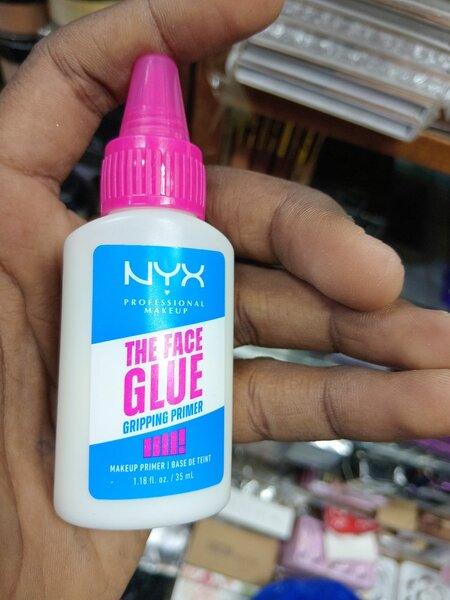 NYX
PROFESSIONAL
MAKEUP
THE FACE
GLUE
GRIPPING PRIMER
MAKEUP PRIMER | BASE DE TEINT
1.18 fl. oz. / 35 mL